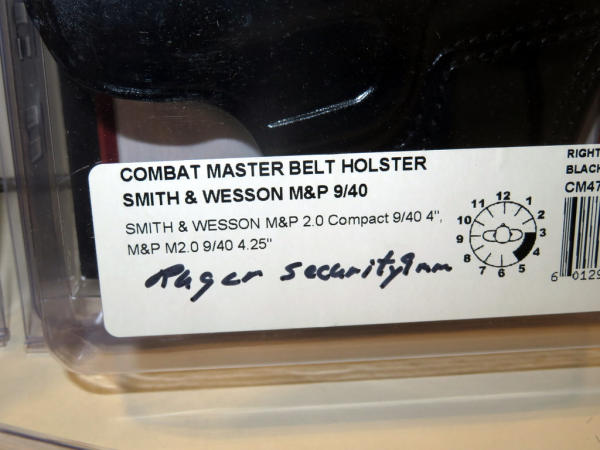 COMBAT MASTER BELT HOLSTER
SMITH & WESSON M&P 9/40
SMITH & WESSON M&P 2.0 Compact 9/40 4",
M&P M2.0 9/40 4.25"
Ruger security9mm
12
11 1
10 2
9 3
8 4
7 6 5
RIGHT
BLACK
CM47
6 0129